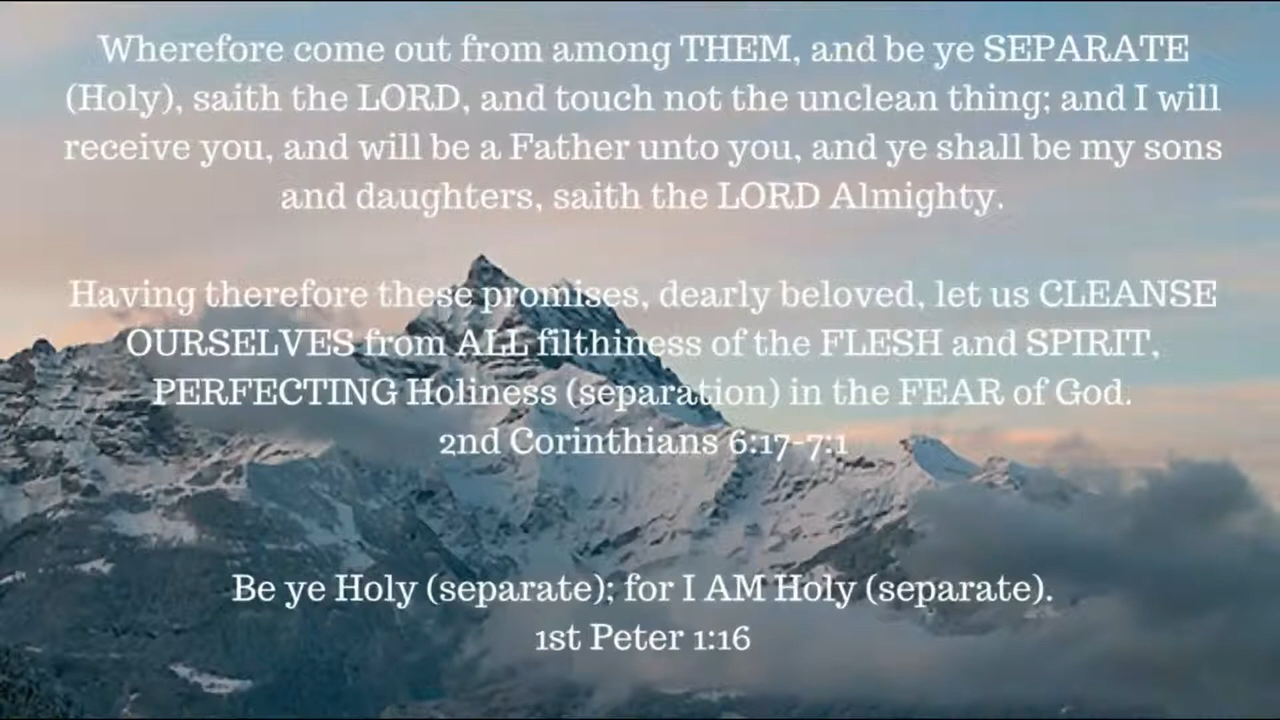 Wherefore come out from among THEM, and be ye SEPARATE
(Holy), saith the LORD, and touch not the unclean thing; and I will
receive you, and will be a Father unto you, and ye shall be my sons
and daughters, saith the LORD Almighty.
Having therefore these promises, dearly beloved, let us CLEANSE
OURSELVES from ALL filthiness of the FLESH and SPIRIT,
PERFECTING Holiness (separation) in the FEAR of God.
2nd Corinthians 6:17-7:1
Be ye Holy (separate); for I AM Holy (separate).
1st Peter 1:16